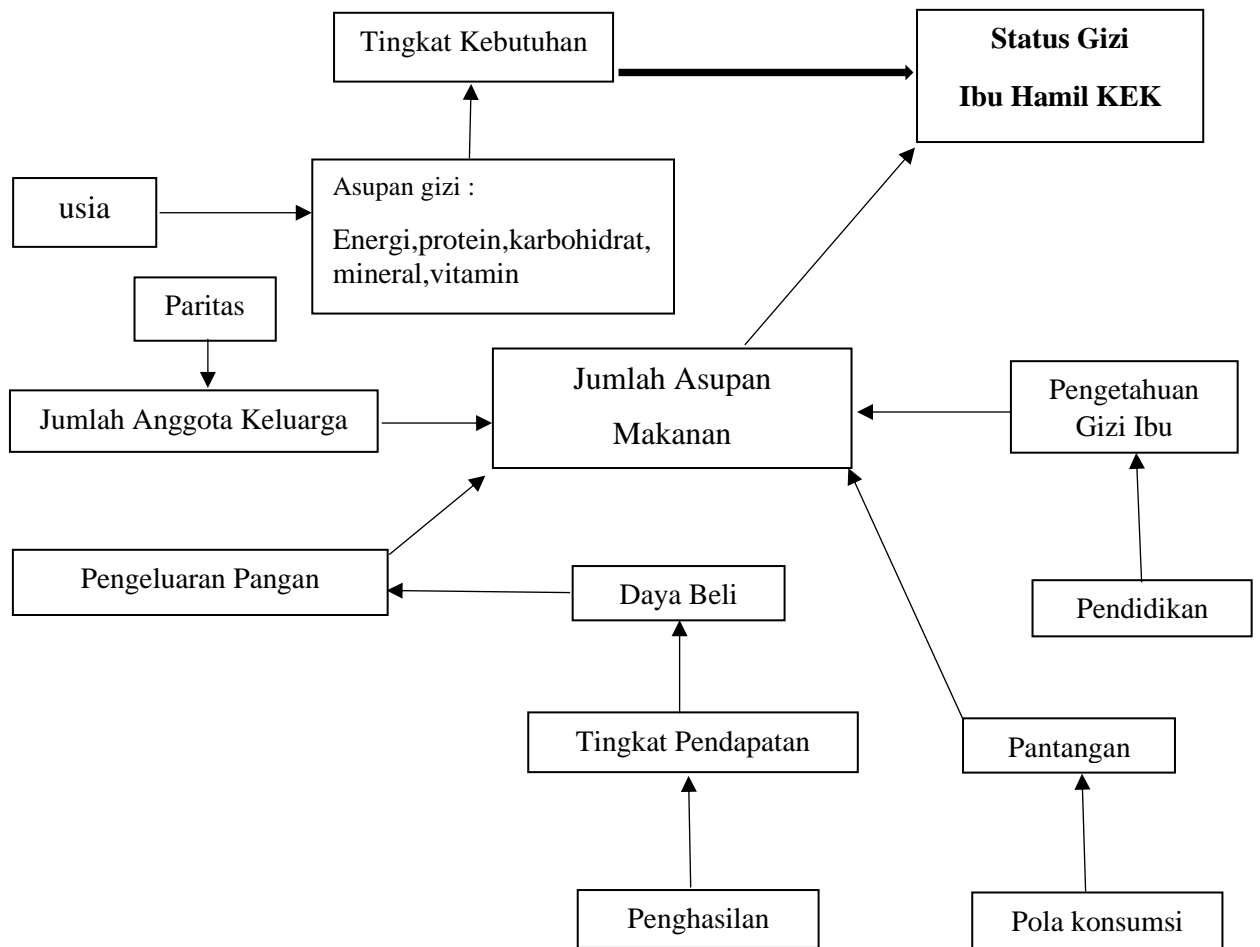 Tingkat Kebutuhan
Status Gizi
Ibu Hamil KEK
usia
Asupan gizi :
Energi,protein,karbohidrat,
mineral,vitamin
Paritas
Jumlah Anggota Keluarga
Jumlah Asupan
Makanan
Pengetahuan
Gizi Ibu
Pengeluaran Pangan
Daya Beli
Pendidikan
Tingkat Pendapatan
Pantangan
Penghasilan
Pola konsumsi